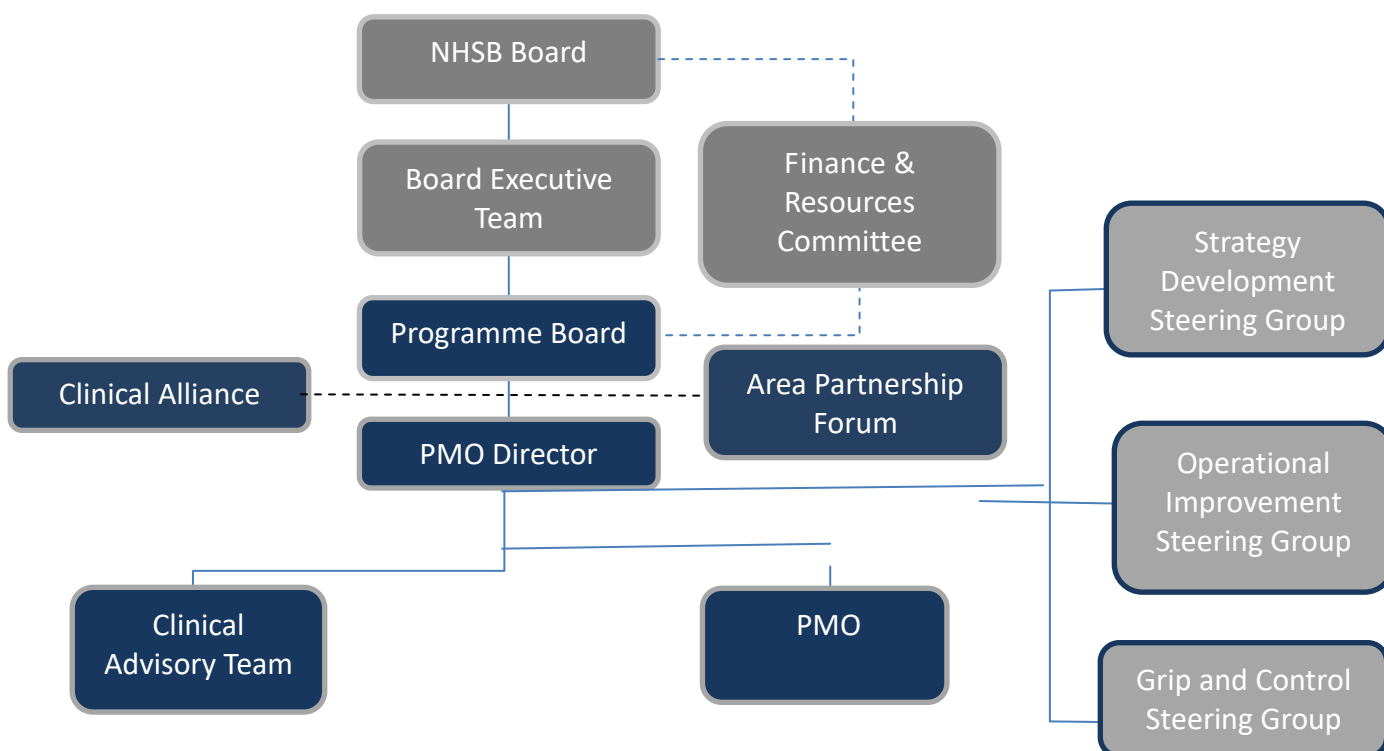 NHSB Board
Board Executive
Team
Finance &
Resources
Committee
Strategy
Development
Steering Group
Programme Board
Clinical Alliance
Area Partnership
Forum
PMO Director
Operational
Improvement
Steering Group
Clinical
Advisory Team
PMO
Grip and Control
Steering Group